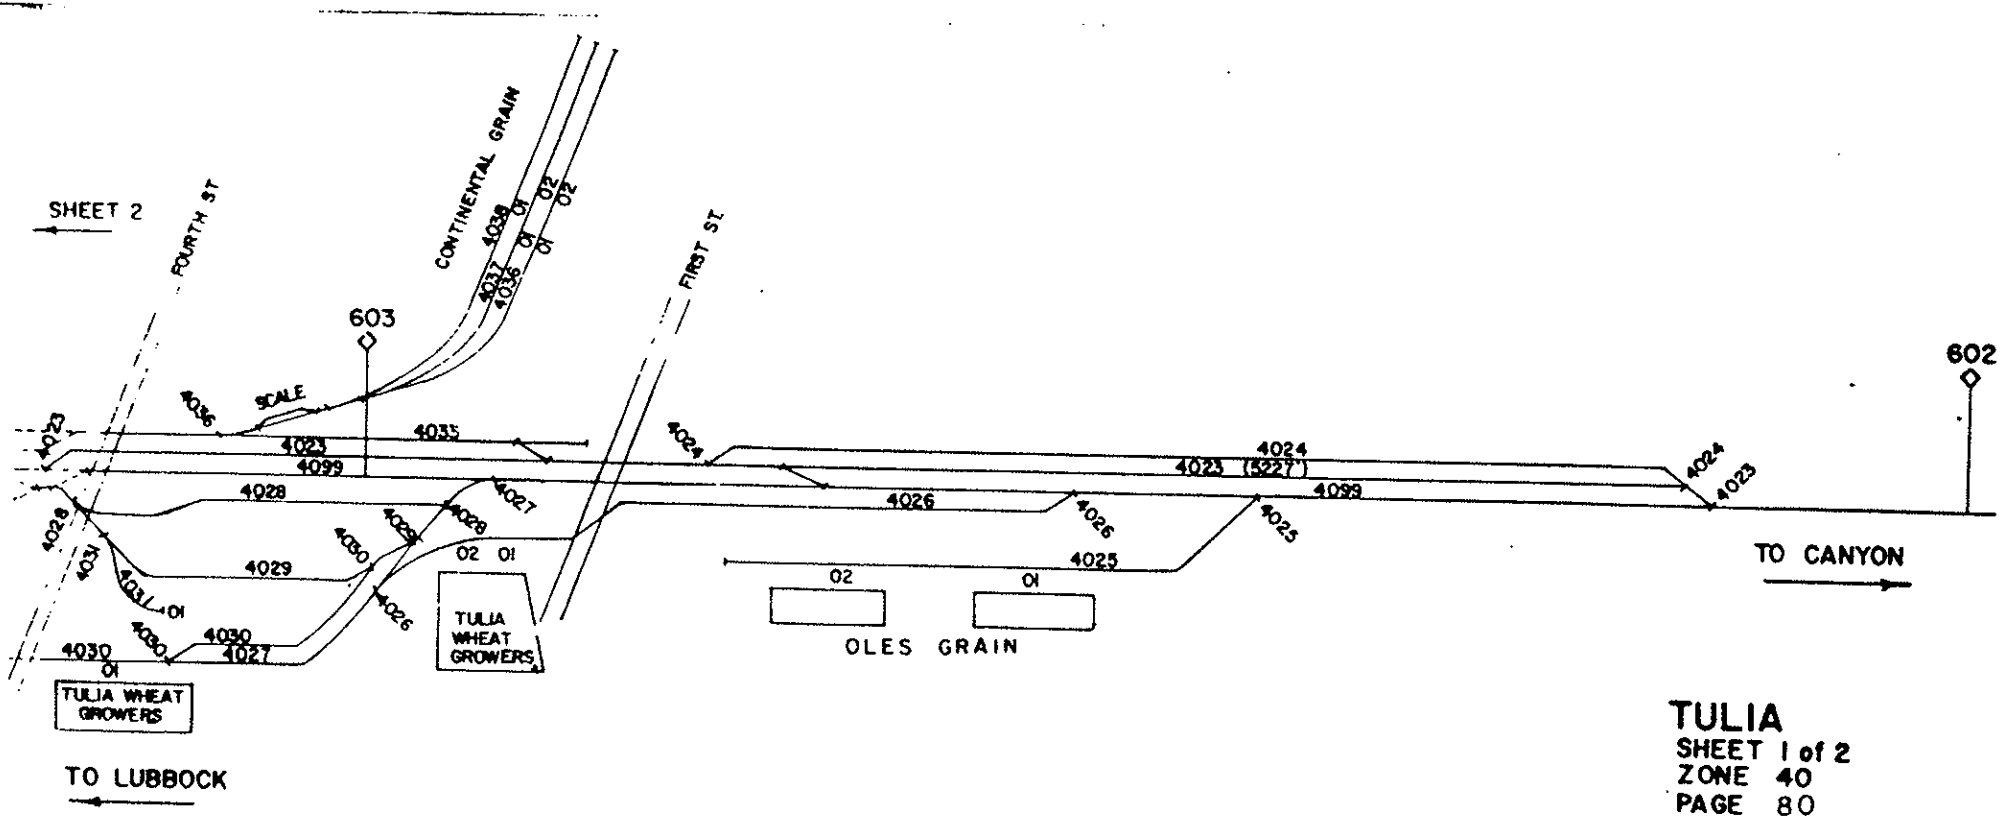 SHEET 2
FOURTH ST
CONTINENTAL GRAIN
4038
01
02
4037
01
02
4036
01
FIRST ST.
603
602
SCALE
4036
4023
4035
4023
4099
4024
4024
4023 (5227')
4024
4023
4099
4028
4027
4028
4026
4026
4025
4028
4031
4029
4030
4029
02 01
4025
02
01
TO CANYON
4031
01
4026
TULIA
WHEAT
GROWERS
OLES GRAIN
4030
4030
4027
4030
01
TULIA WHEAT
GROWERS
TO LUBBOCK
TULIA
SHEET 1 of 2
ZONE 40
PAGE 80